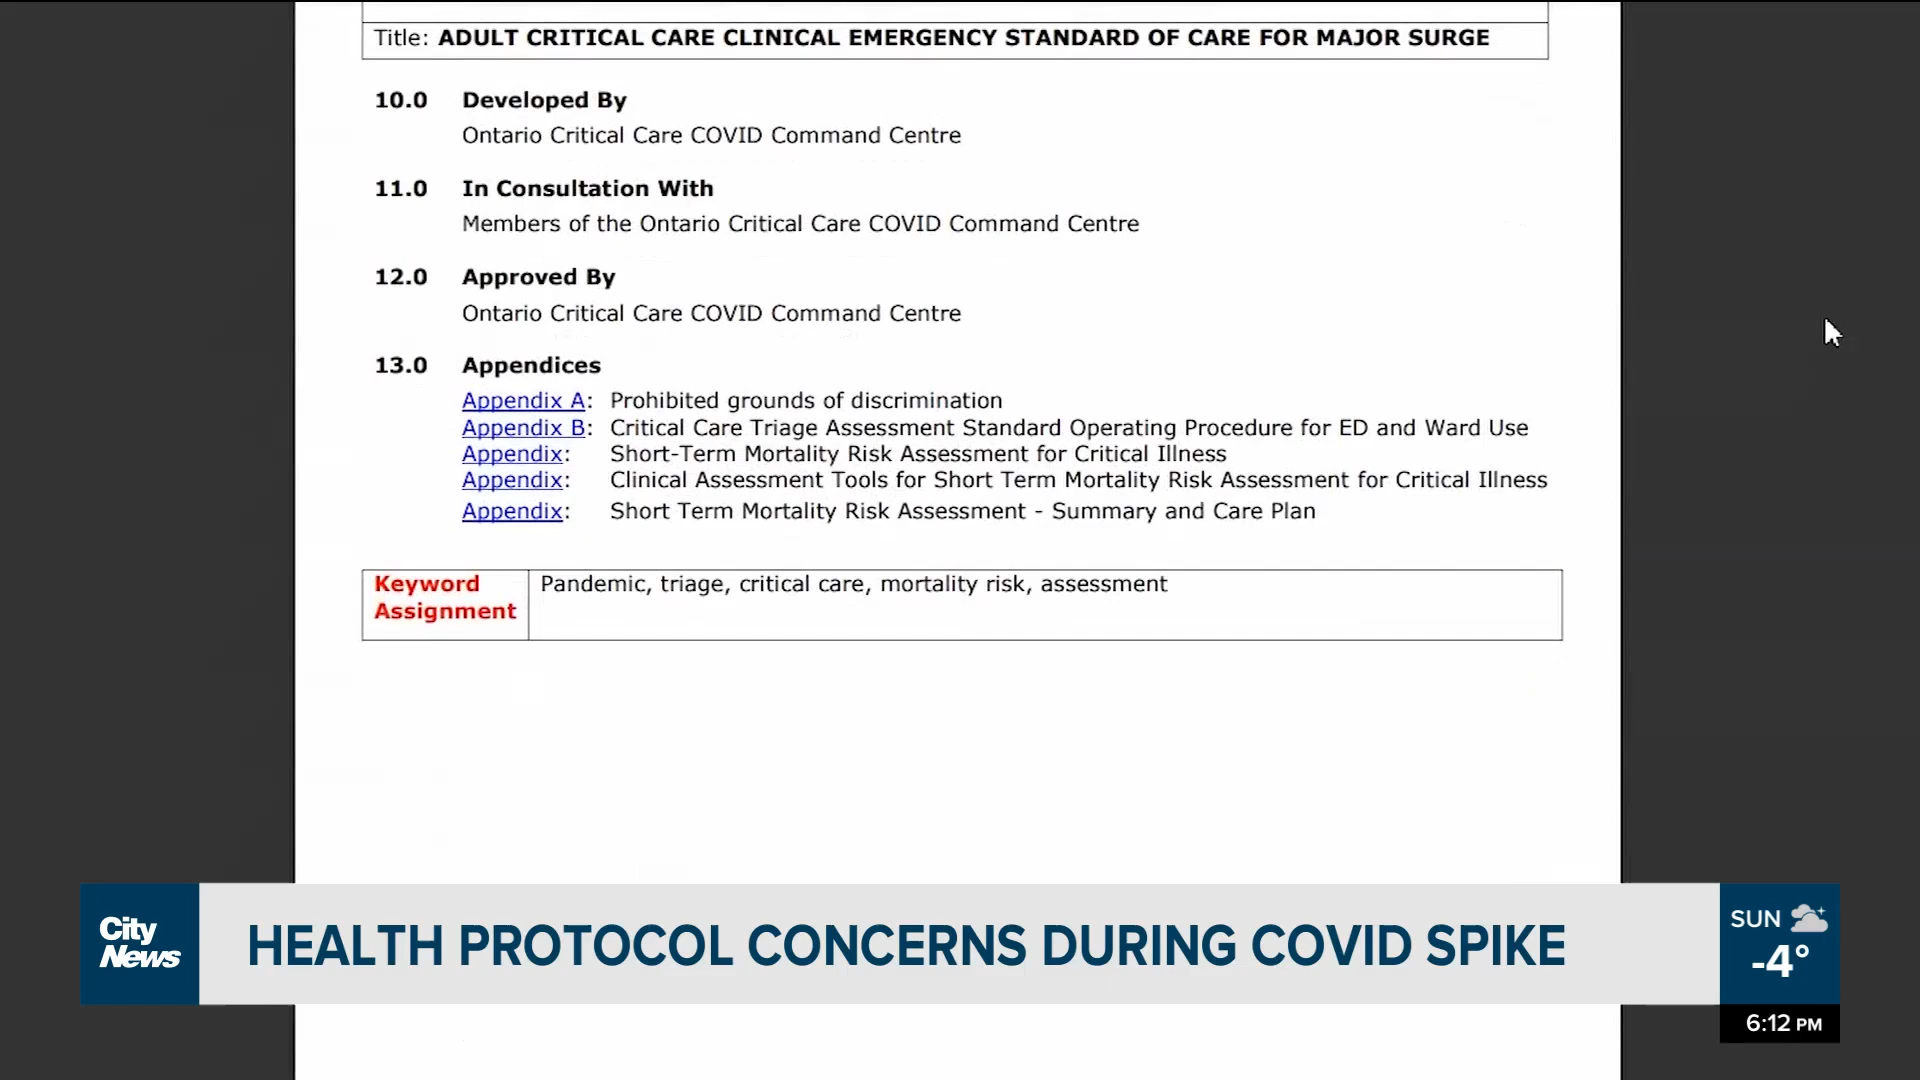 Title: ADULT CRITICAL CARE CLINICAL EMERGENCY STANDARD OF CARE FOR MAJOR SURGE
10.0 Developed By
Ontario Critical Care COVID Command Centre
11.0 In Consultation With
Members of the Ontario Critical Care COVID Command Centre
12.0 Approved By
Ontario Critical Care COVID Command Centre
13.0 Appendices
Appendix A: Prohibited grounds of discrimination
Appendix B: Critical Care Triage Assessment Standard Operating Procedure for ED and Ward Use
Appendix: Short-Term Mortality Risk Assessment for Critical Illness
Appendix: Clinical Assessment Tools for Short Term Mortality Risk Assessment for Critical Illness
Appendix: Short Term Mortality Risk Assessment - Summary and Care Plan
Keyword Assignment
Pandemic, triage, critical care, mortality risk, assessment
City News
HEALTH PROTOCOL CONCERNS DURING COVID SPIKE
SUN
-4°
6:12 PM